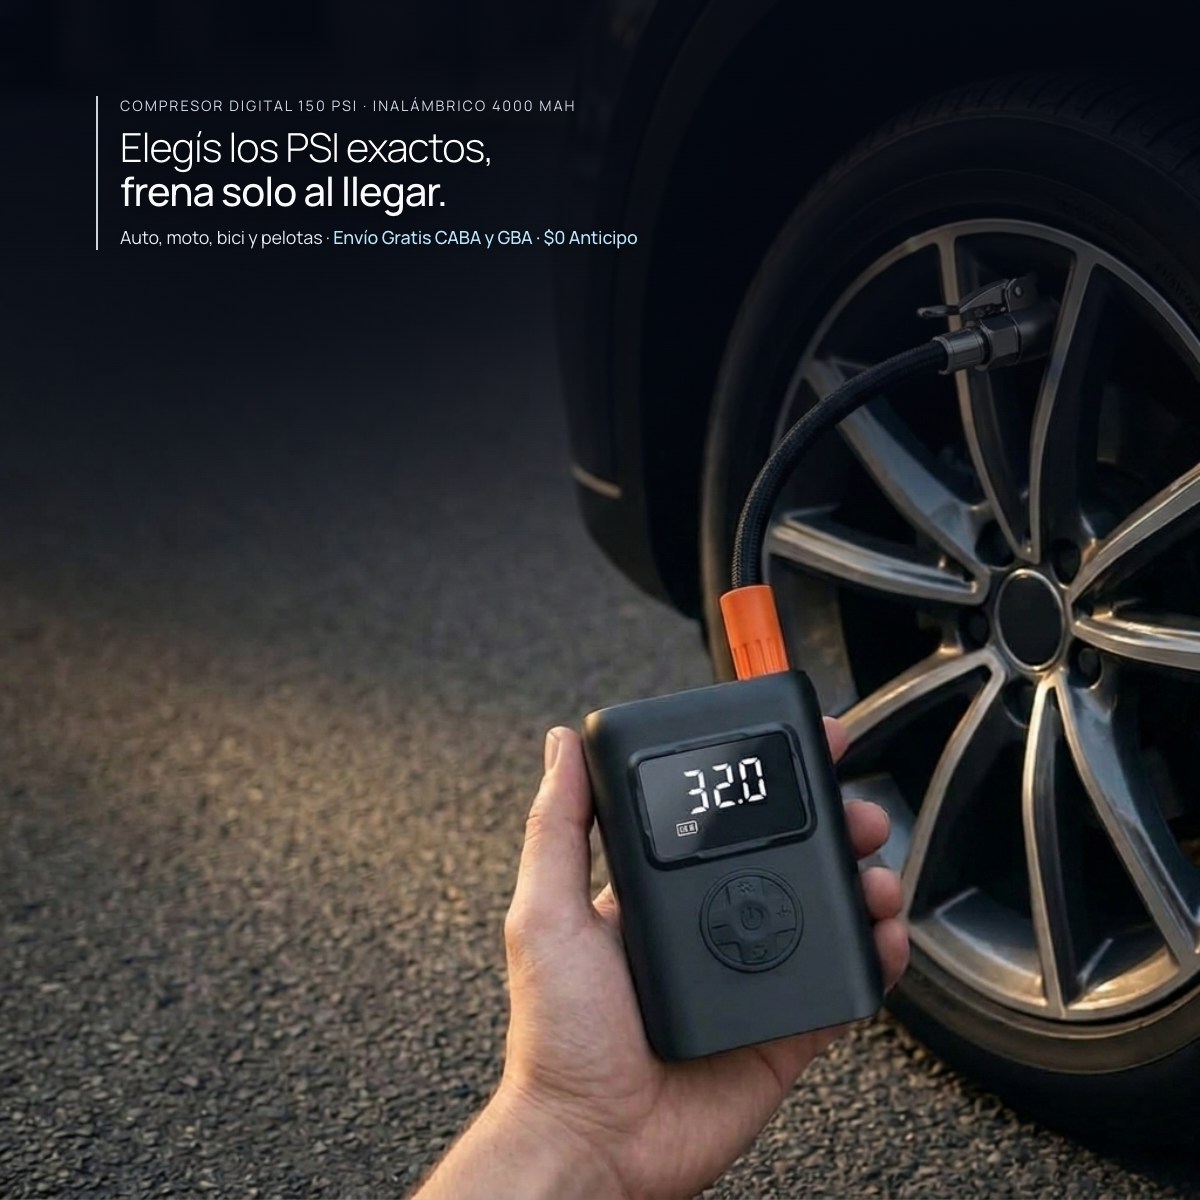 COMPRESOR DIGITAL 150 PSI · INALÁMBRICO 4000 MAH
Elegís los PSI exactos,
frena solo al llegar.
Auto, moto, bici y pelotas · Envío Gratis CABA y GBA · $0 Anticipo
32.0